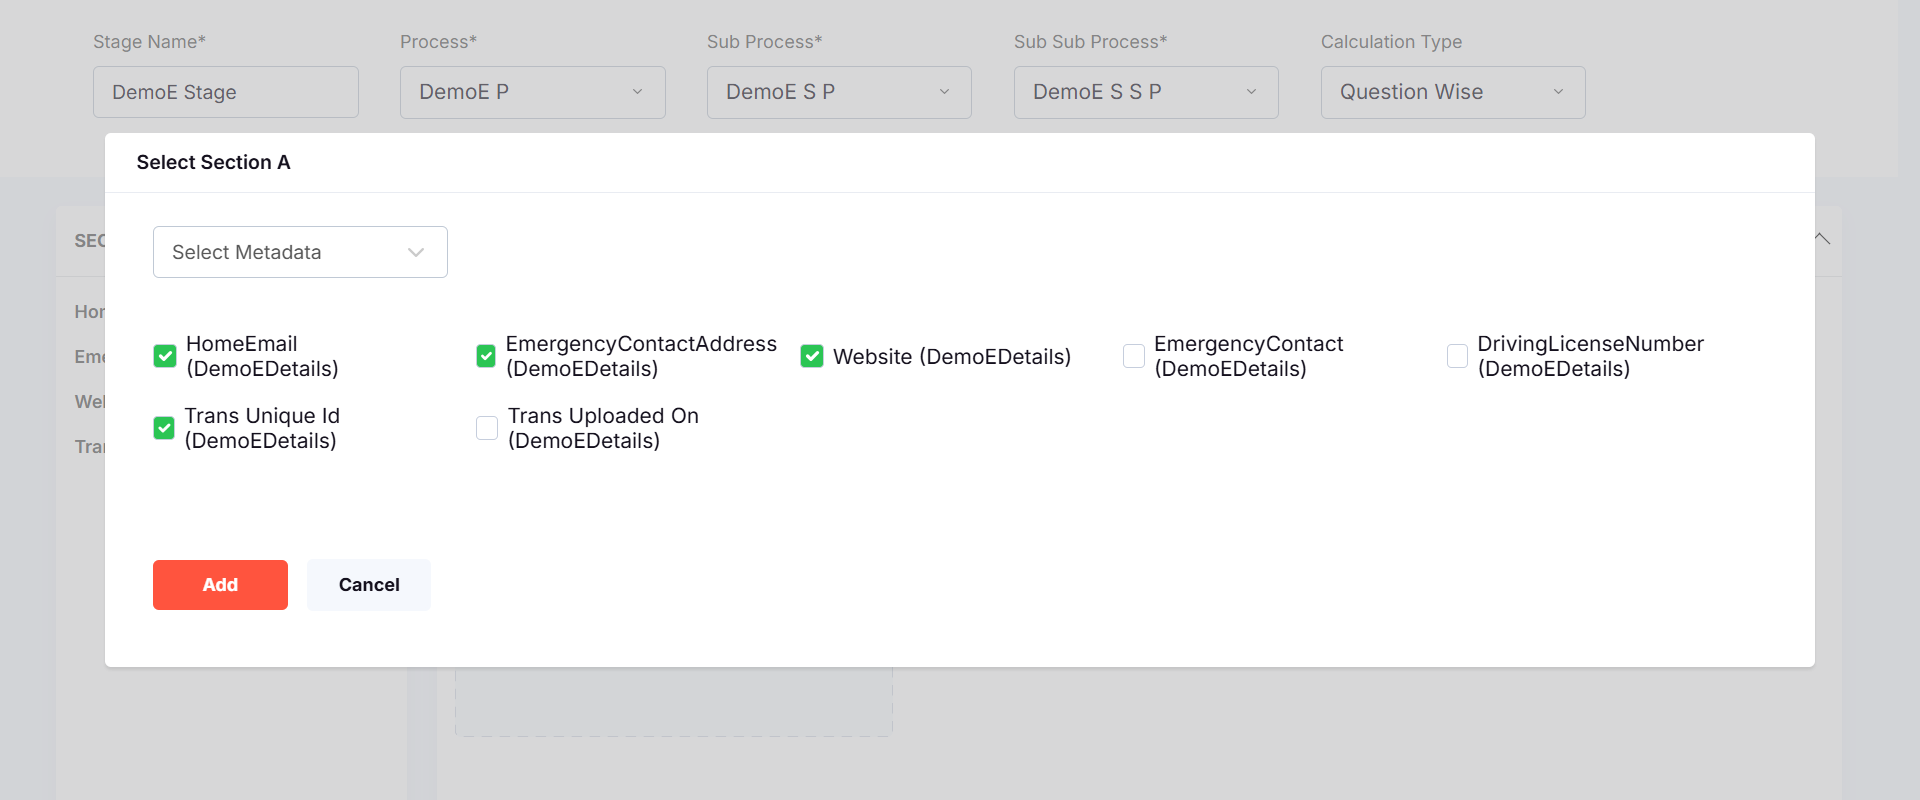 Stage Name* Process* Sub Process* Sub Sub Process* Calculation Type
DemoE Stage DemoE P DemoE S P DemoE S S P Question Wise
Select Section A
SEC
Select Metadata
Hor
Eme
Wel
Trar
HomeEmail
(DemoEDetails)
EmergencyContactAddress
(DemoEDetails)
Website (DemoEDetails)
EmergencyContact
(DemoEDetails)
DrivingLicenseNumber
(DemoEDetails)
Trans Unique Id
(DemoEDetails)
Trans Uploaded On
(DemoEDetails)
Add Cancel